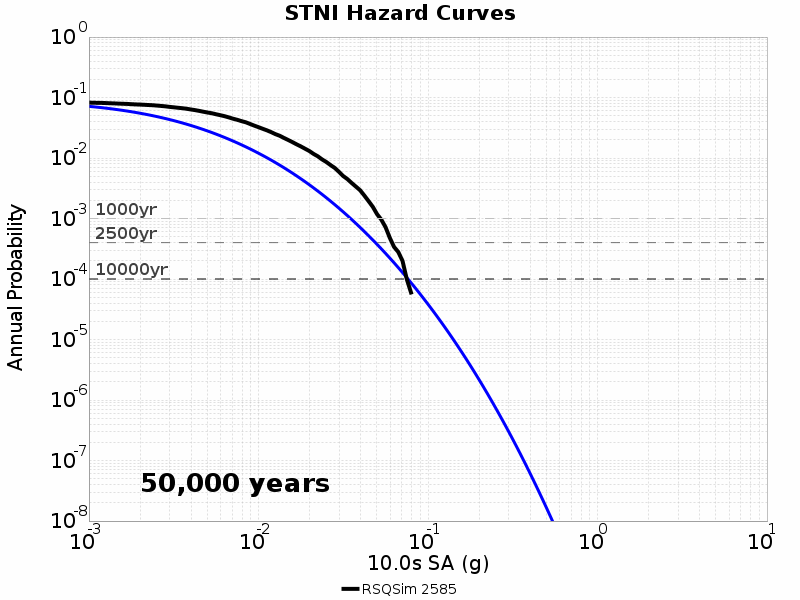 STNI Hazard Curves
Annual Probability
10^0
10^-1
10^-2
10^-3
10^-4
10^-5
10^-6
10^-7
10^-8
1000yr
2500yr
10000yr
50,000 years
10^-3 10^-2 10^-1 10^0 10^1
10.0s SA (g)
RSQSim 2585